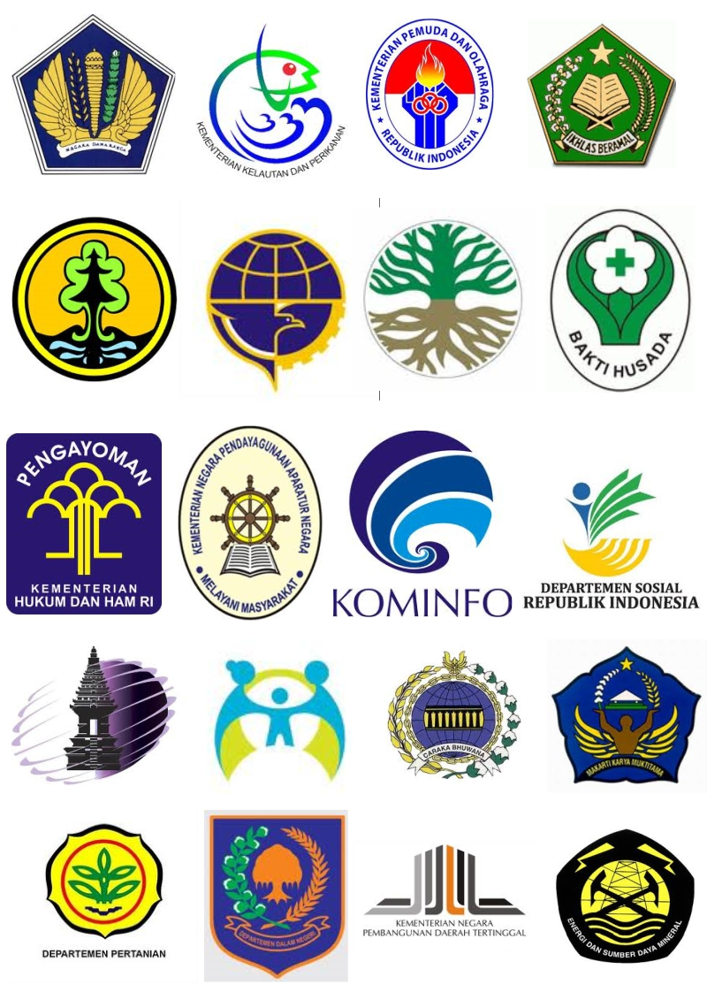 NAGARA DANA RAKCA
KEMENTERIAN KELAUTAN DAN PERIKANAN
KEMENTERIAN PEMUDA DAN OLAHRAGA
★ REPUBLIK INDONESIA ★
IKHLAS BERAMAL
BAKTI HUSADA
PENGAYOMAN
KEMENTERIAN
HUKUM DAN HAM RI
KEMENTERIAN NEGARA PENDAYAGUNAAN APARATUR NEGARA
• MELAYANI MASYARAKAT •
KOMINFO
DEPARTEMEN SOSIAL
REPUBLIK INDONESIA
CARAKA BHUWANA
MAKARTI KARYA MUKTITAMA
DEPARTEMEN PERTANIAN
DEPARTEMEN DALAM NEGERI
KEMENTERIAN NEGARA
PEMBANGUNAN DAERAH TERTINGGAL
ENERGI DAN SUMBER DAYA MINERAL